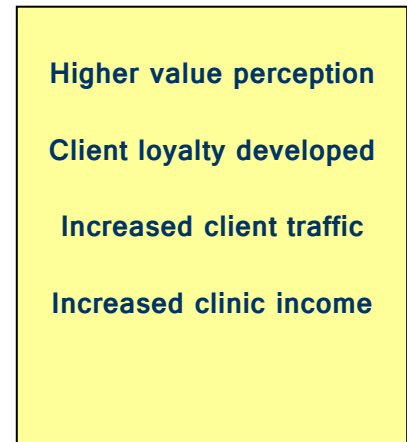 Higher value perception
Client loyalty developed
Increased client traffic
Increased clinic income